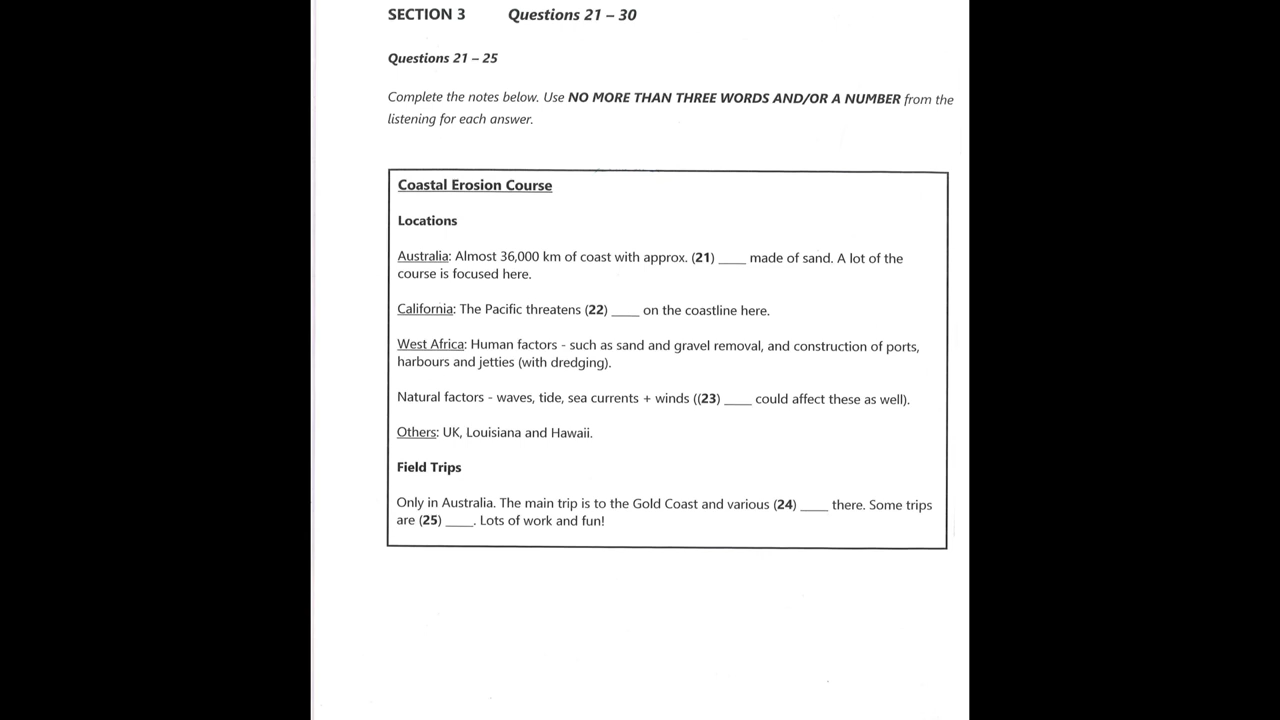 SECTION 3 Questions 21 – 30
Questions 21 – 25
Complete the notes below. Use NO MORE THAN THREE WORDS AND/OR A NUMBER from the
listening for each answer.
Coastal Erosion Course
Locations
Australia: Almost 36,000 km of coast with approx. (21) ____ made of sand. A lot of the
course is focused here.
California: The Pacific threatens (22) ____ on the coastline here.
West Africa: Human factors - such as sand and gravel removal, and construction of ports,
harbours and jetties (with dredging).
Natural factors - waves, tide, sea currents + winds ((23) ____ could affect these as well).
Others: UK, Louisiana and Hawaii.
Field Trips
Only in Australia. The main trip is to the Gold Coast and various (24) ____ there. Some trips
are (25) ____. Lots of work and fun!